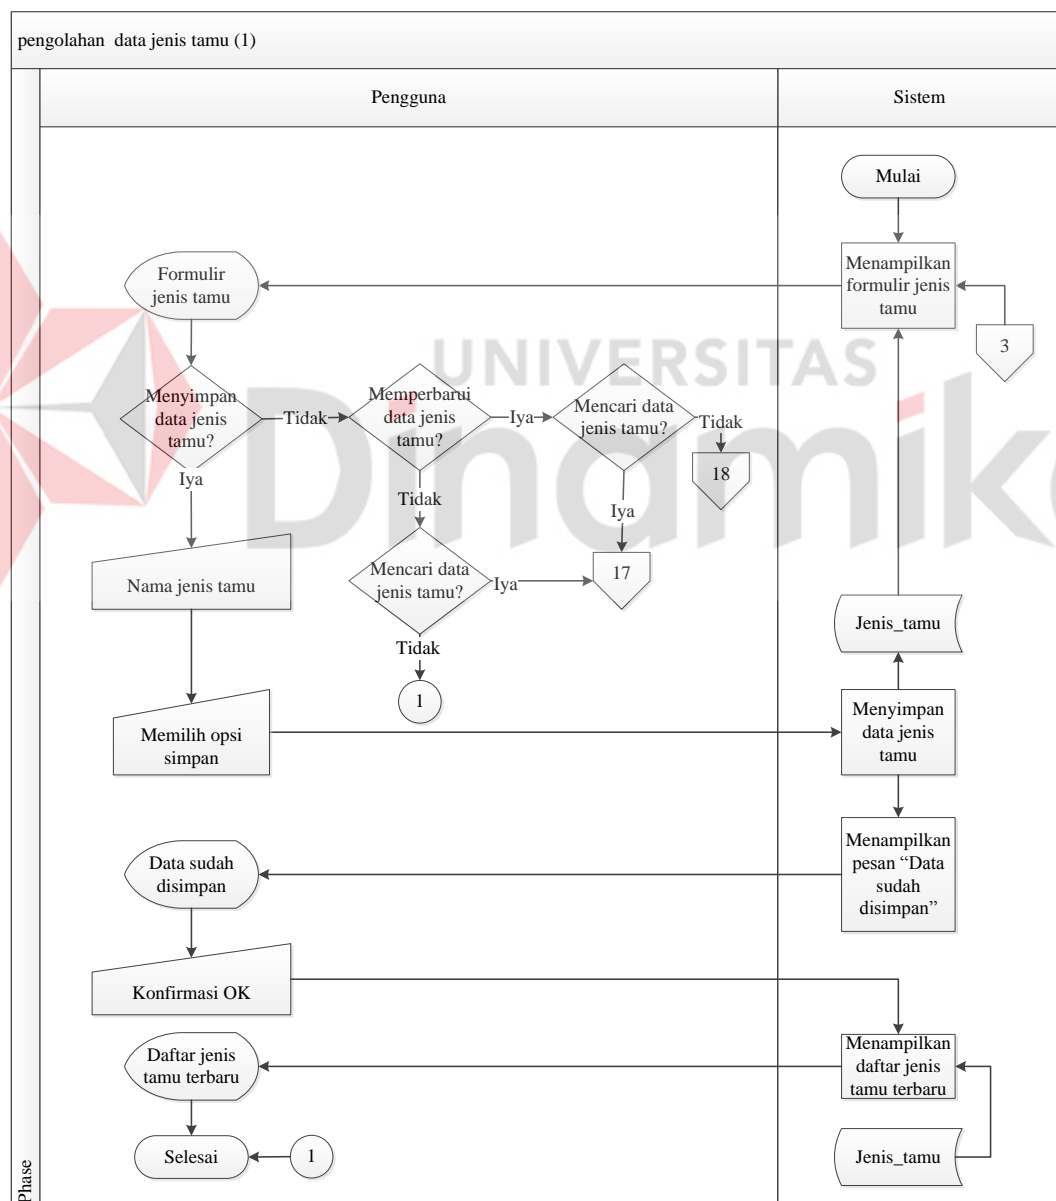 pengolahan  data jenis tamu (1)
Pengguna
Sistem
Mulai
Formulir
jenis tamu
Menampilkan
formulir jenis
tamu
3
UNIVERSITAS
Dinamika
Menyimpan
data jenis
tamu?
Tidak
Memperbarui
data jenis
tamu?
Iya
Mencari data
jenis tamu?
Tidak
18
Iya
Tidak
Iya
Mencari data
jenis tamu?
Iya
17
Nama jenis tamu
Jenis_tamu
Tidak
1
Memilih opsi
simpan
Menyimpan
data jenis
tamu
Data sudah
disimpan
Menampilkan
pesan “Data
sudah
disimpan”
Konfirmasi OK
Daftar jenis
tamu terbaru
Menampilkan
daftar jenis
tamu terbaru
Selesai
1
Jenis_tamu
Phase